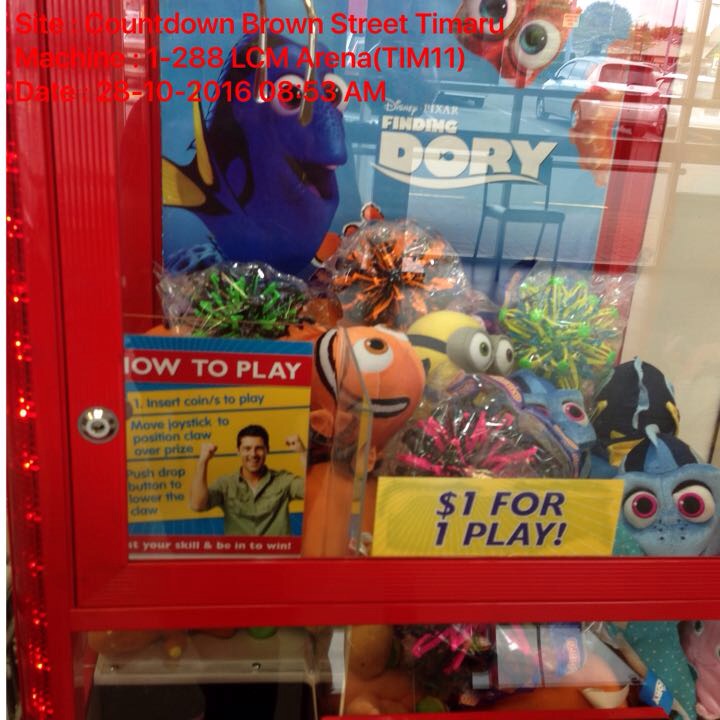 Site : Countdown Brown Street Timaru
Machine : 1-288 LCM Arena(TIM11)
Date : 28-10-2016 08:53 AM
Disney · PIXAR
FINDING
DORY
OW TO PLAY
1. Insert coin/s to play
Move joystick to
position claw
over prize
Push drop
button to
lower the
claw
st your skill & be in to win!
$1 FOR
1 PLAY!